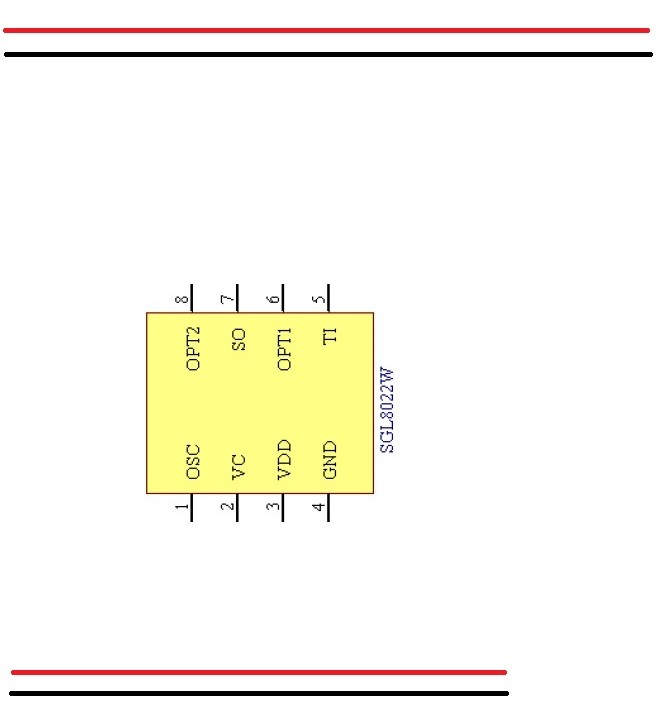 8 7 6 5
OPT2 SO OPT1 TI
OSC VC VDD GND
1 2 3 4
SGL8022W